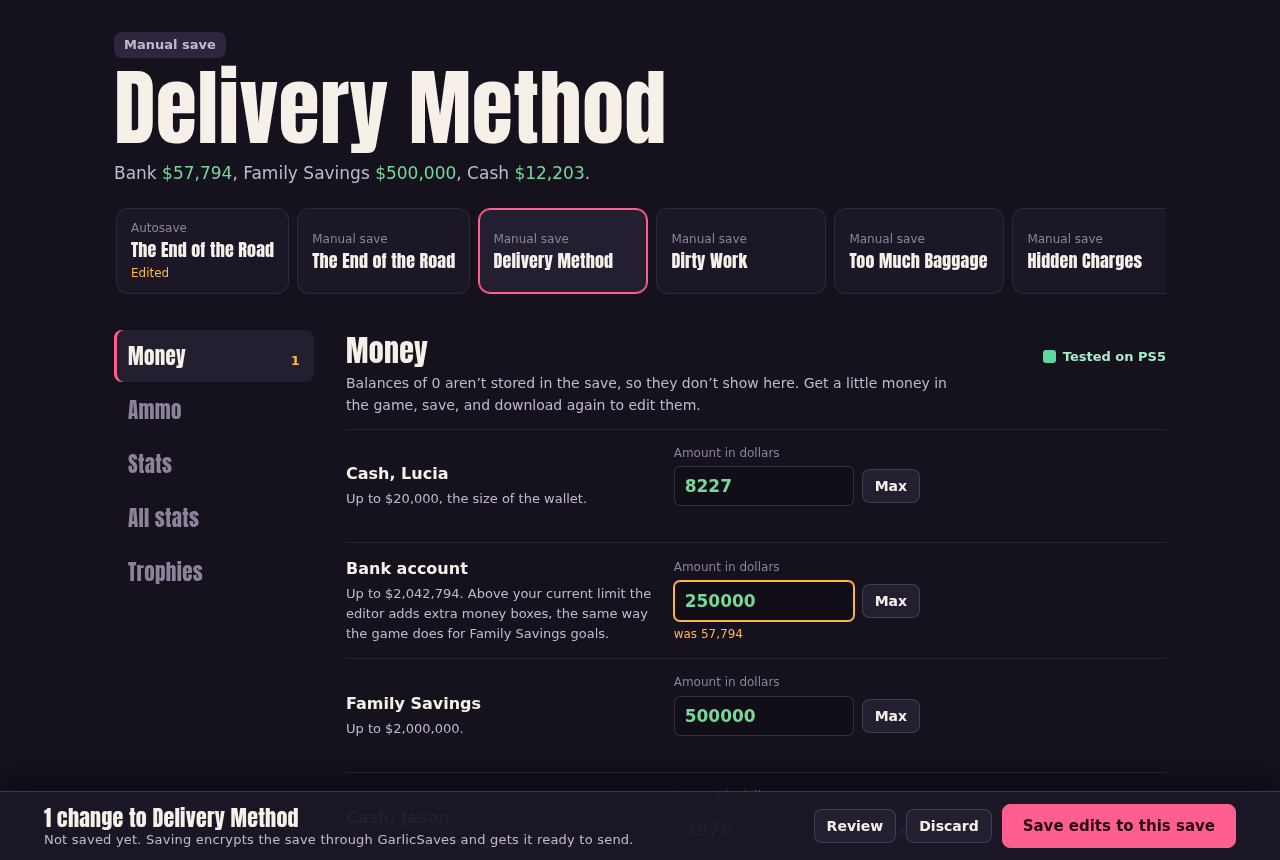 Manual save
Delivery Method
Bank $57,794, Family Savings $500,000, Cash $12,203.
Autosave
The End of the Road
Edited
Manual save
The End of the Road
Manual save
Delivery Method
Manual save
Dirty Work
Manual save
Too Much Baggage
Manual save
Hidden Charges
Money
1
Ammo
Stats
All stats
Trophies
Money
Tested on PS5
Balances of 0 aren’t stored in the save, so they don’t show here. Get a little money in
the game, save, and download again to edit them.
Cash, Lucia
Up to $20,000, the size of the wallet.
Amount in dollars
8227
Max
Bank account
Up to $2,042,794. Above your current limit the
editor adds extra money boxes, the same way
the game does for Family Savings goals.
Amount in dollars
250000
Max
was 57,794
Family Savings
Up to $2,000,000.
Amount in dollars
500000
Max
Amount in dollars
Cash, Jason
3976
1 change to Delivery Method
Not saved yet. Saving encrypts the save through GarlicSaves and gets it ready to send.
Review
Discard
Save edits to this save